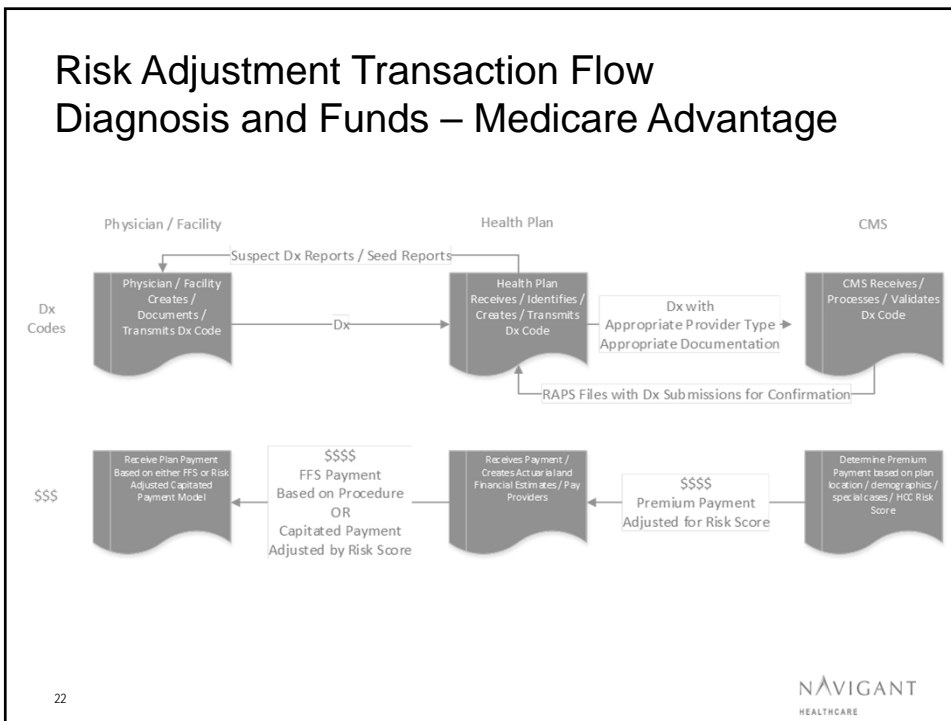 Risk Adjustment Transaction Flow
Diagnosis and Funds – Medicare Advantage
Physician / Facility
Health Plan
CMS
Suspect Dx Reports / Seed Reports
Dx
Codes
Physician / Facility
Creates /
Documents /
Transmits Dx Code
Dx
Health Plan
Receives / Identifies /
Creates / Transmits
Dx Code
Dx with
Appropriate Provider Type
Appropriate Documentation
CMS Receives /
Processes / Validates
Dx Code
RAPS Files with Dx Submissions for Confirmation
$$$
Receive Plan Payment
Based on either FFS or Risk
Adjusted Capitated
Payment Model
$$$$
FFS Payment
Based on Procedure
OR
Capitated Payment
Adjusted by Risk Score
Receives Payment /
Creates Actuarial and
Financial Estimates / Pay
Providers
$$$$
Premium Payment
Adjusted for Risk Score
Determine Premium
Payment based on plan
location / demographics /
special cases / HCC Risk
Score
22
NAVIGANT
HEALTHCARE